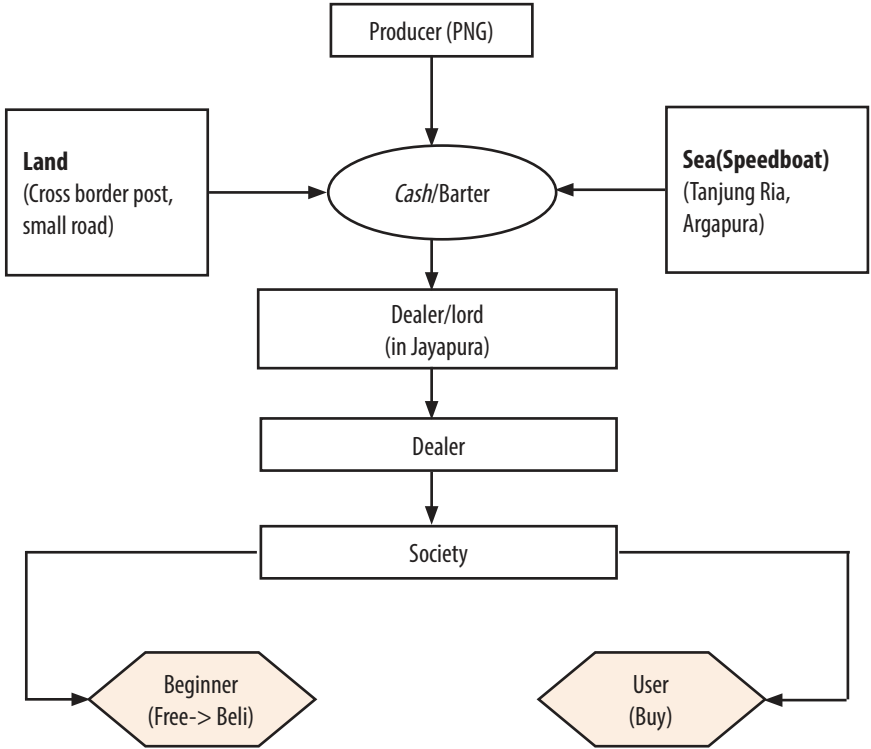 Producer (PNG)
Land
(Cross border post,
small road)
Cash/Barter
Sea(Speedboat)
(Tanjung Ria,
Argapura)
Dealer/lord
(in Jayapura)
Dealer
Society
Beginner
(Free-> Beli)
User
(Buy)